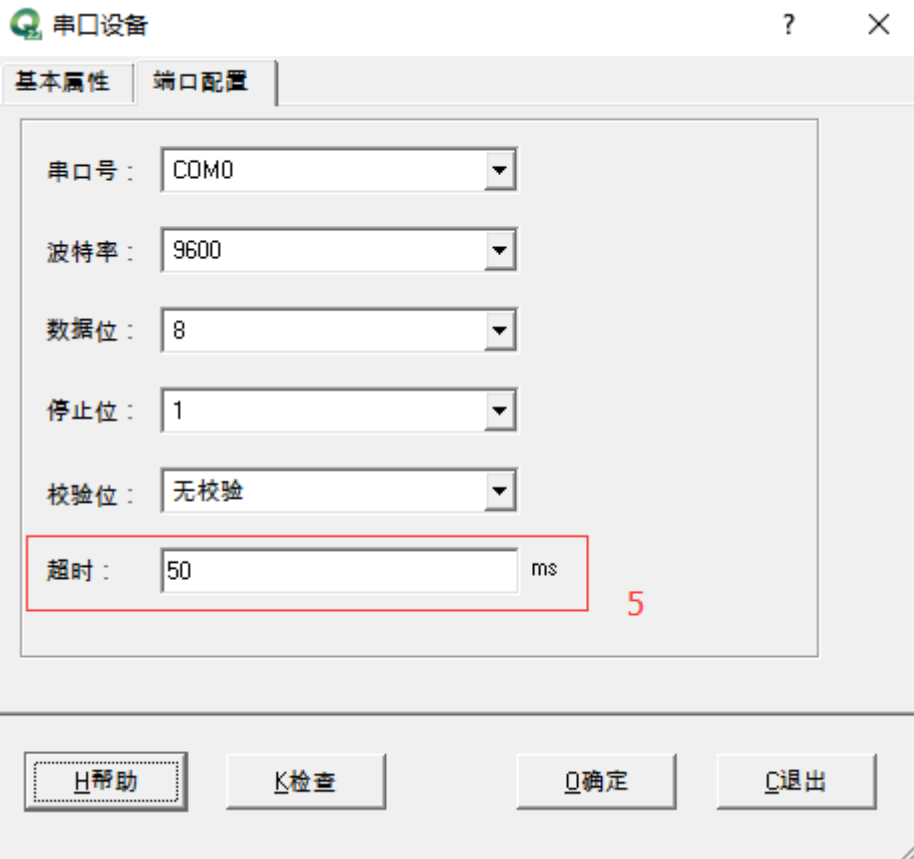 串口设备
?
基本属性 端口配置
串口号： COM0
波特率： 9600
数据位： 8
停止位： 1
校验位： 无校验
超时： 50 ms
5
H帮助 K检查 O确定 C退出